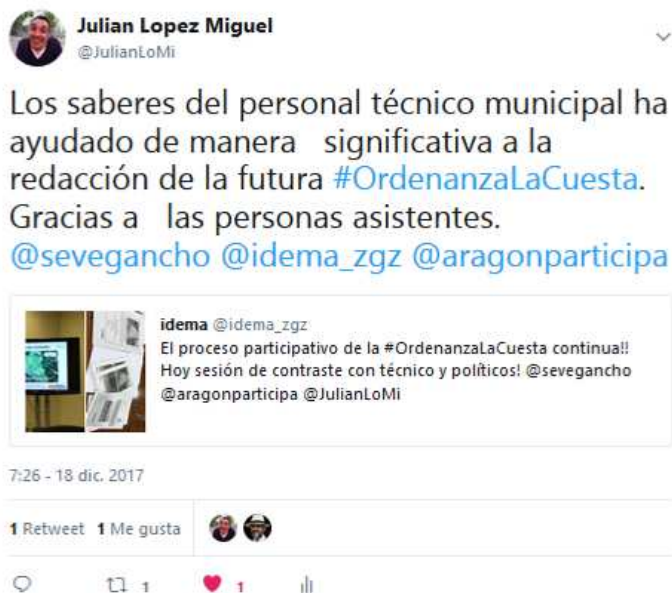 Julian Lopez Miguel
@JulianLoMi
Los saberes del personal técnico municipal ha
ayudado de manera significativa a la
redacción de la futura #OrdenanzaLaCuesta.
Gracias a las personas asistentes.
@sevegancho @idema_zgz @aragonparticipa
idema @idema_zgz
El proceso participativo de la #OrdenanzaLaCuesta continua!!
Hoy sesión de contraste con técnico y políticos! @sevegancho
@aragonparticipa @JulianLoMi
7:26 - 18 dic. 2017
1 Retweet 1 Me gusta
1 1